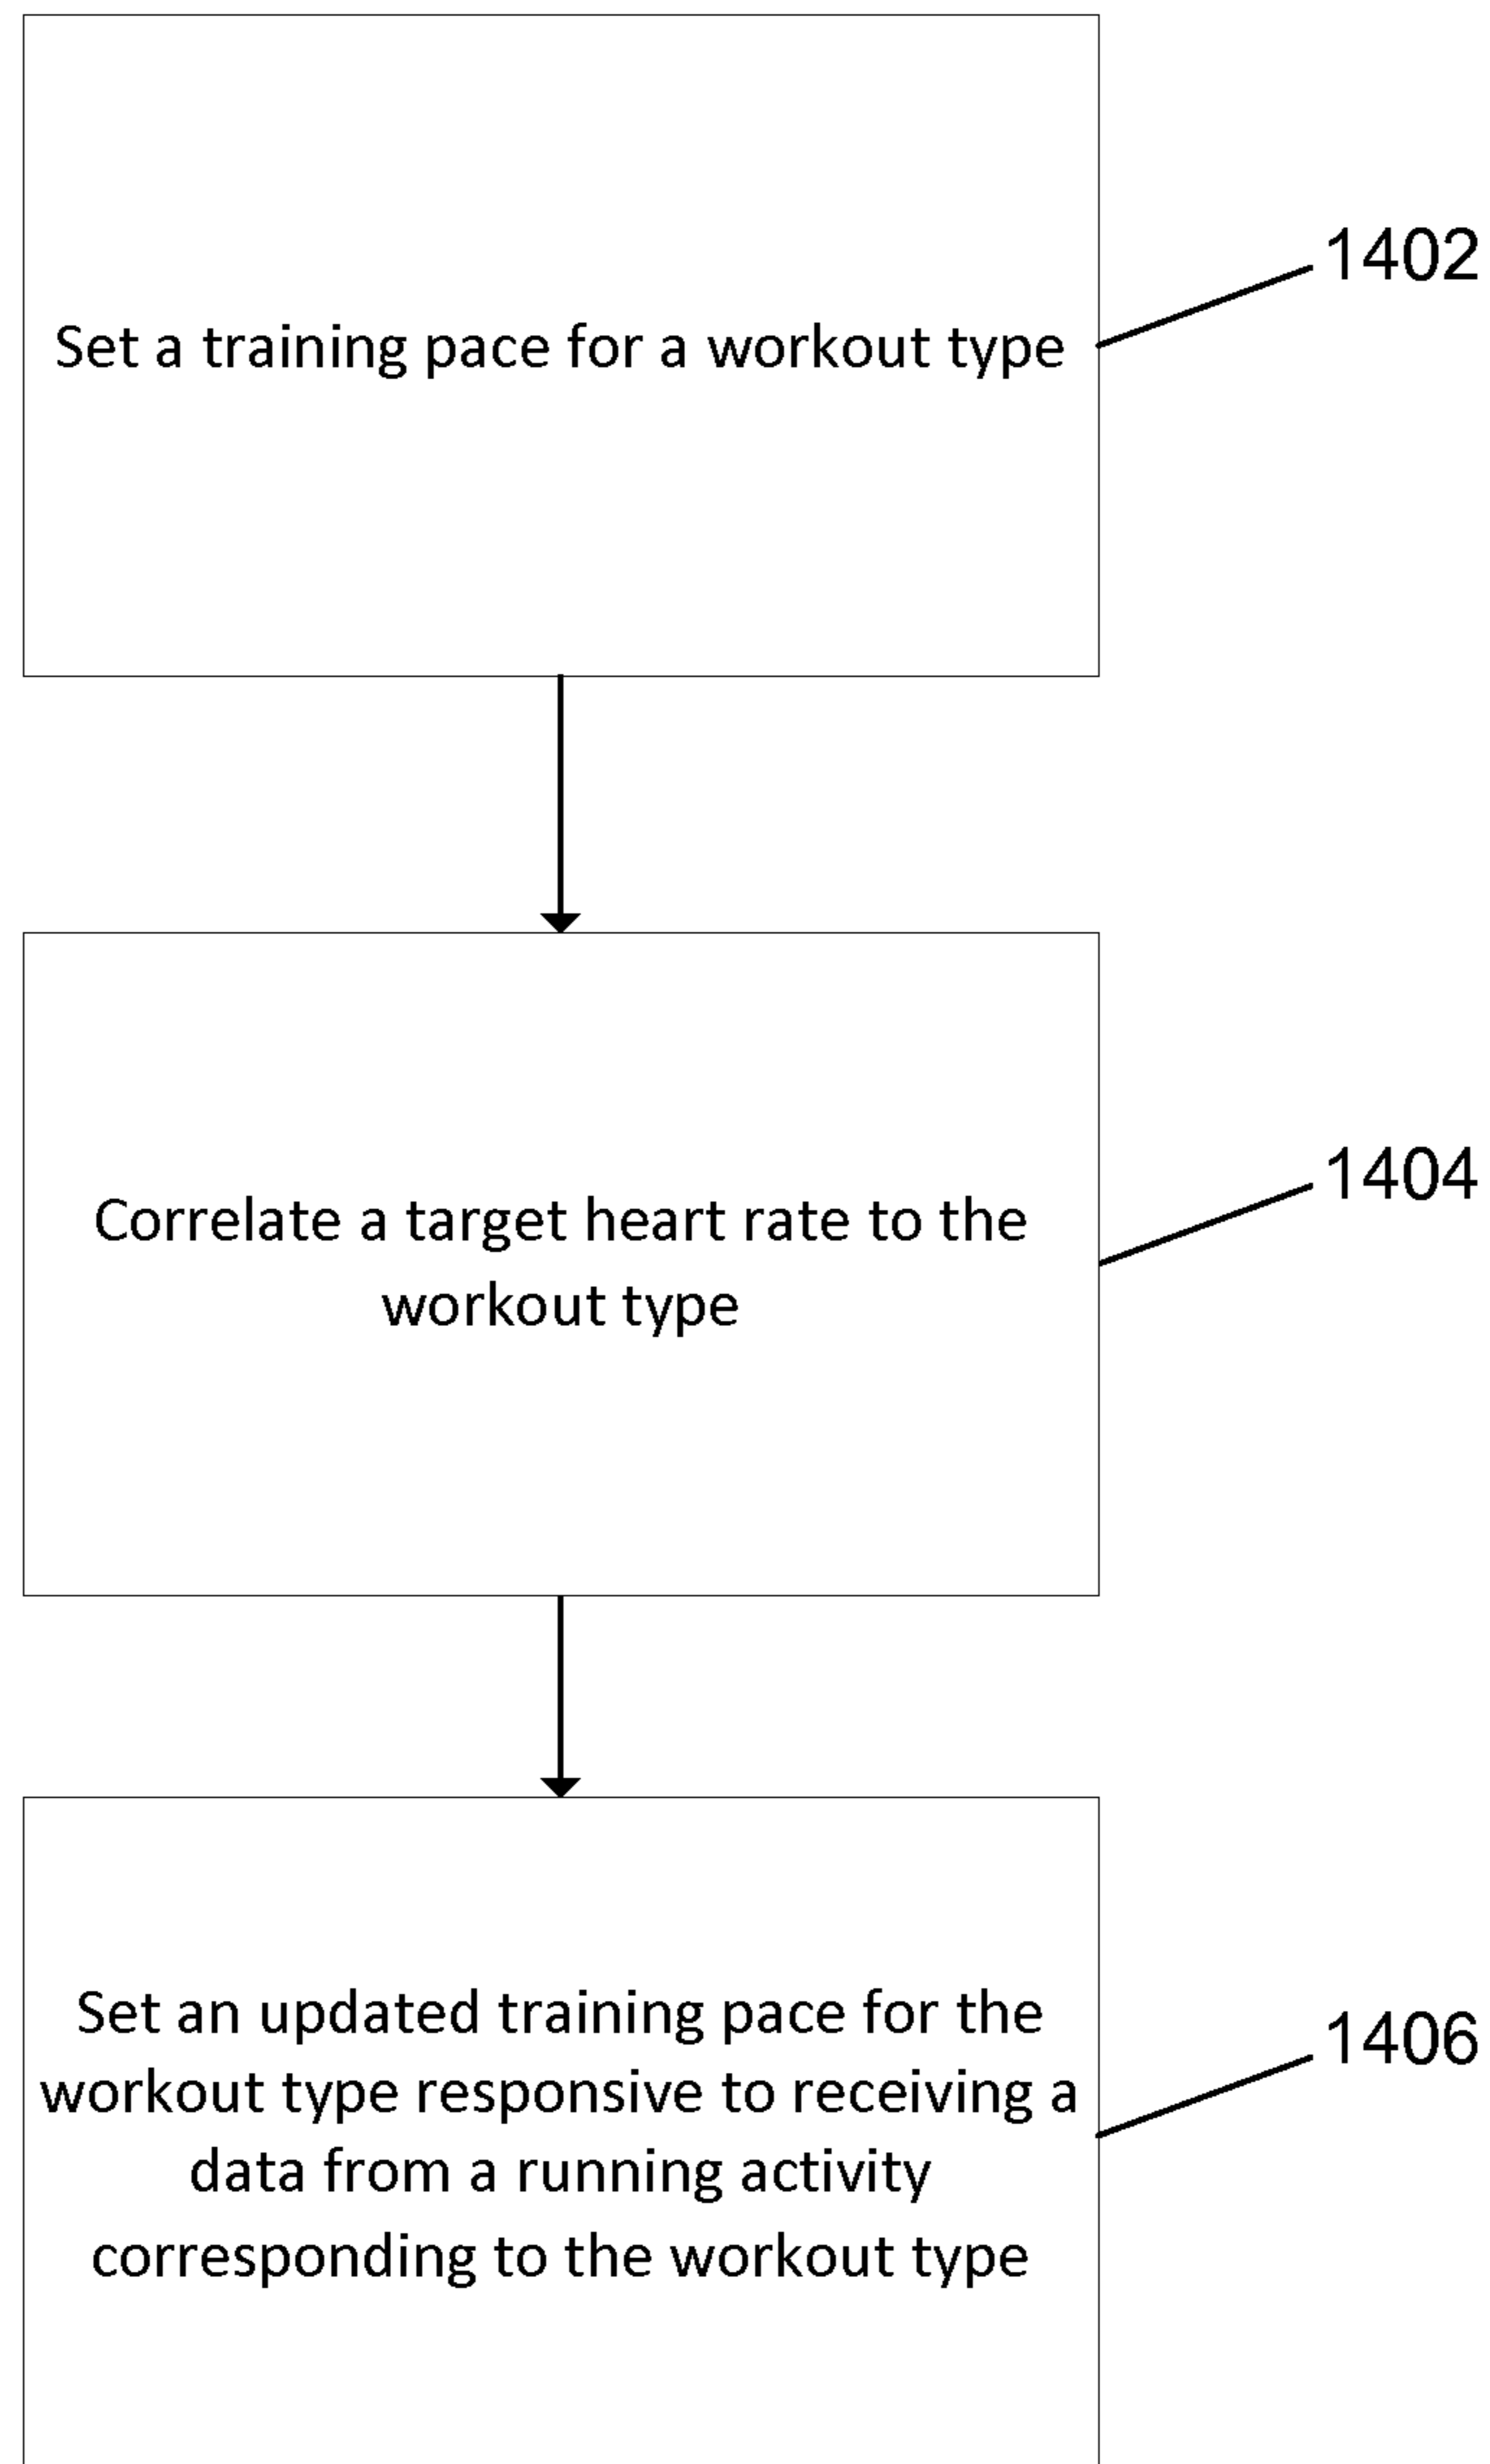 Set a training pace for a workout type
1402
Correlate a target heart rate to the
workout type
1404
Set an updated training pace for the
workout type responsive to receiving a
data from a running activity
corresponding to the workout type
1406